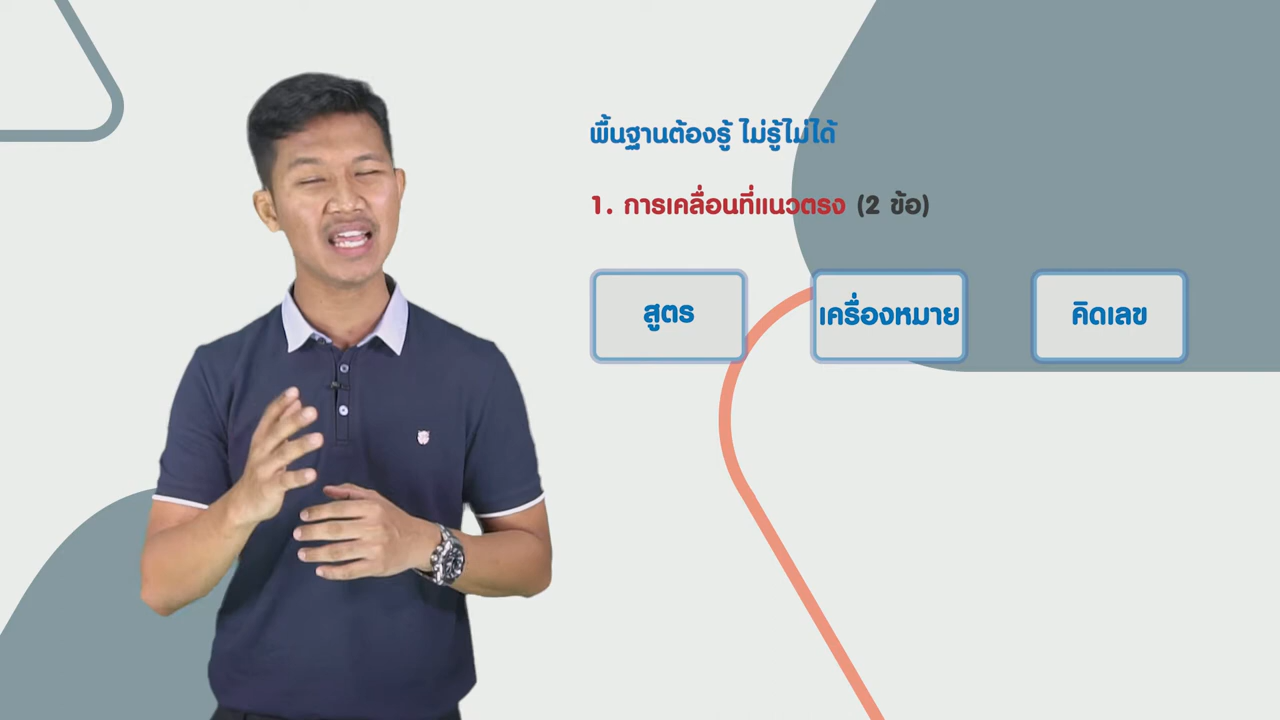 พื้นฐานต้องรู้ ไม่รู้ไม่ได้
1. การเคลื่อนที่แนวตรง (2 ข้อ)
สูตร เครื่องหมาย คิดเลข